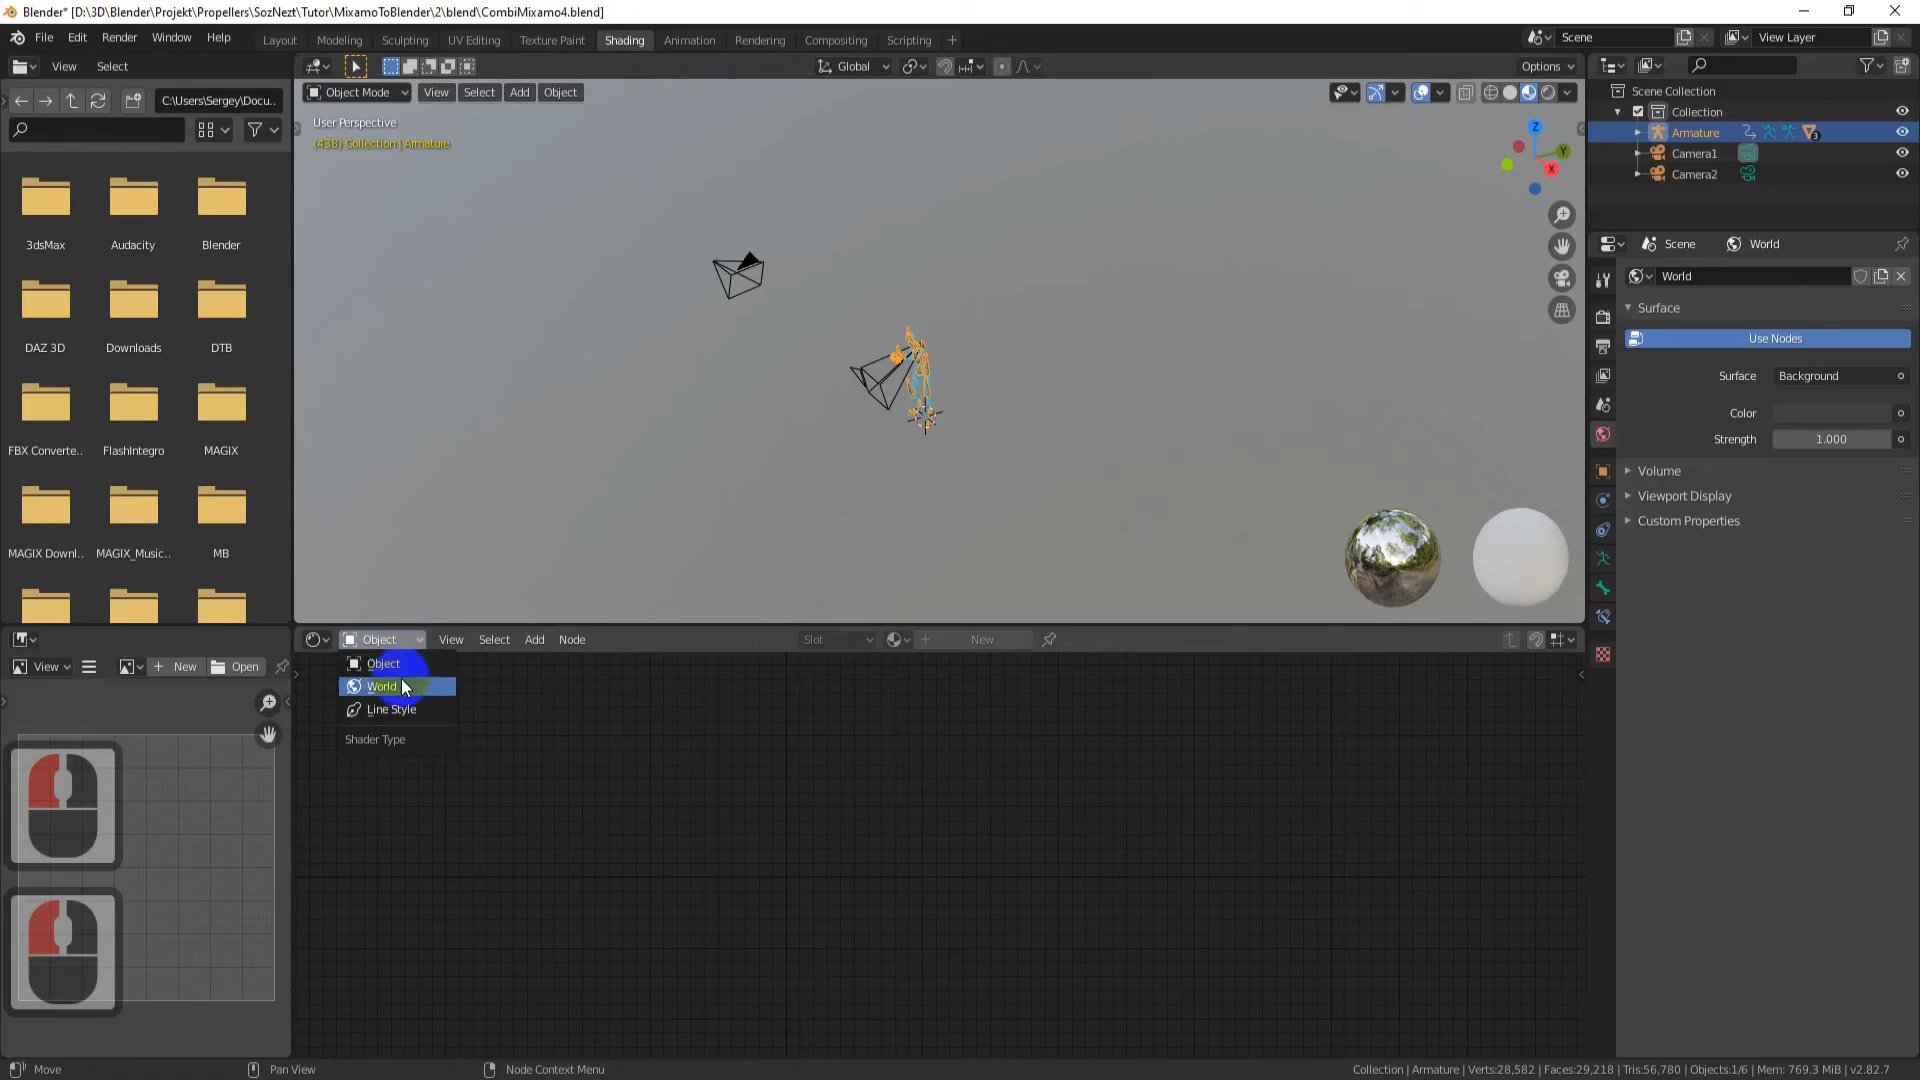 Blender* [D:\3D\Blender\Projekt\Propellers\SozNezt\Tutor\MixamoToBlender\2\blend\CombiMixamo4.blend]
File Edit Render Window Help
Layout Modeling Sculpting UV Editing Texture Paint Shading Animation Rendering Compositing Scripting +
Scene
View Layer
View Select
Global
Options
C:\Users\Sergey\Docu..
Object Mode View Select Add Object
User Perspective
(438) Collection | Armature
Z
Y
X
Scene Collection
Collection
Armature 3
Camera1
Camera2
Scene World
World
Surface
Use Nodes
Surface Background
Color
Strength 1.000
Volume
Viewport Display
Custom Properties
3dsMax Audacity Blender
DAZ 3D Downloads DTB
FBX Converte.. FlashIntegro MAGIX
MAGIX Downl.. MAGIX_Music.. MB
View New Open
Object View Select Add Node
Slot
New
Object
World
Line Style
Shader Type
Move
Pan View
Node Context Menu
Collection | Armature | Verts:28,582 | Faces:29,218 | Tris:56,780 | Objects:1/6 | Mem: 769.3 MiB | v2.82.7